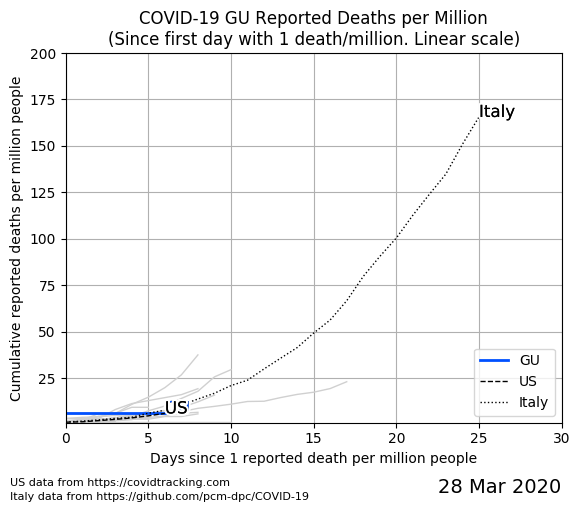 COVID-19 GU Reported Deaths per Million
(Since first day with 1 death/million. Linear scale)
Cumulative reported deaths per million people
200
175
150
125
100
75
50
25
Italy
US
GU
US
Italy
0 5 10 15 20 25 30
Days since 1 reported death per million people
US data from https://covidtracking.com
Italy data from https://github.com/pcm-dpc/COVID-19
28 Mar 2020